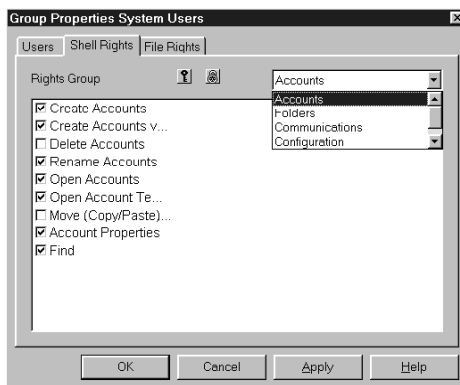 Group Properties System Users
Users Shell Rights File Rights
Rights Group Accounts
Accounts
Folders
Communications
Configuration
Create Accounts
Create Accounts v...
Delete Accounts
Rename Accounts
Open Accounts
Open Account Te...
Move (Copy/Paste)...
Account Properties
Find
OK Cancel Apply Help